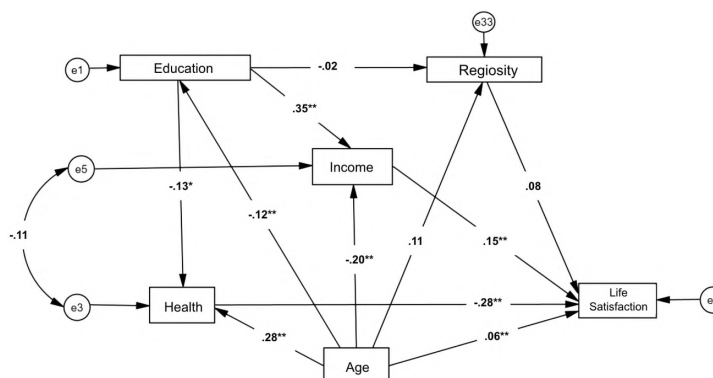 e33
e1
Education
-.02
Regiosity
.35**
e5
Income
-.13*
.08
-.12**
.11
.15**
-.11
-.20**
e3
Health
-.28**
Life
Satisfaction
e
.28**
Age
.06**